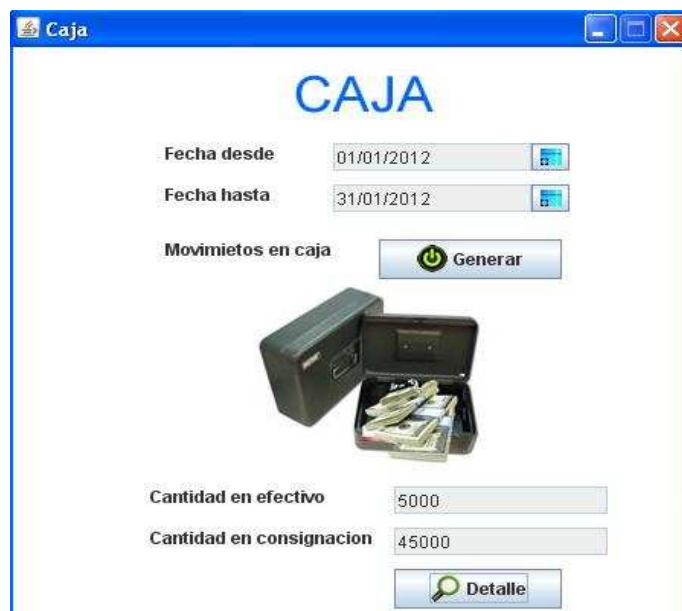 Caja
CAJA
Fecha desde 01/01/2012
Fecha hasta 31/01/2012
Movimietos en caja Generar
Cantidad en efectivo 5000
Cantidad en consignacion 45000
Detalle